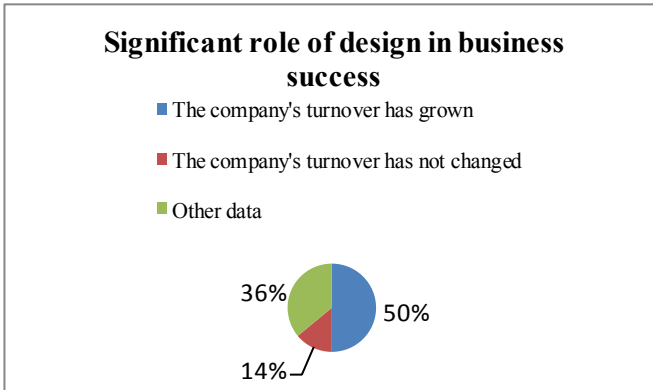 Significant role of design in business
success
The company's turnover has grown
The company's turnover has not changed
Other data
36%
50%
14%